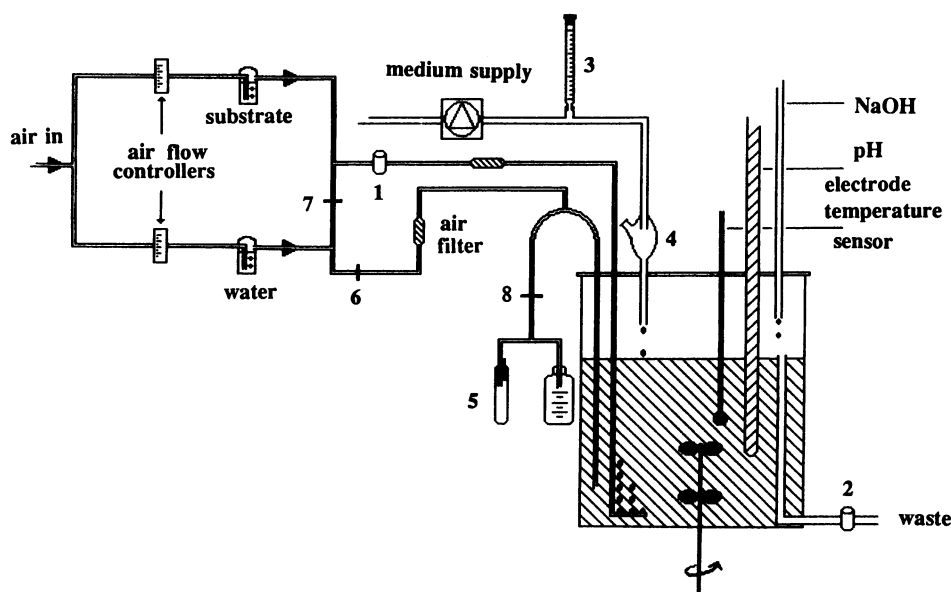 3
medium supply
NaOH
substrate
air in
air flow
controllers
pH
1
electrode
temperature
sensor
7
air
filter
4
water
6
8
5
2
waste